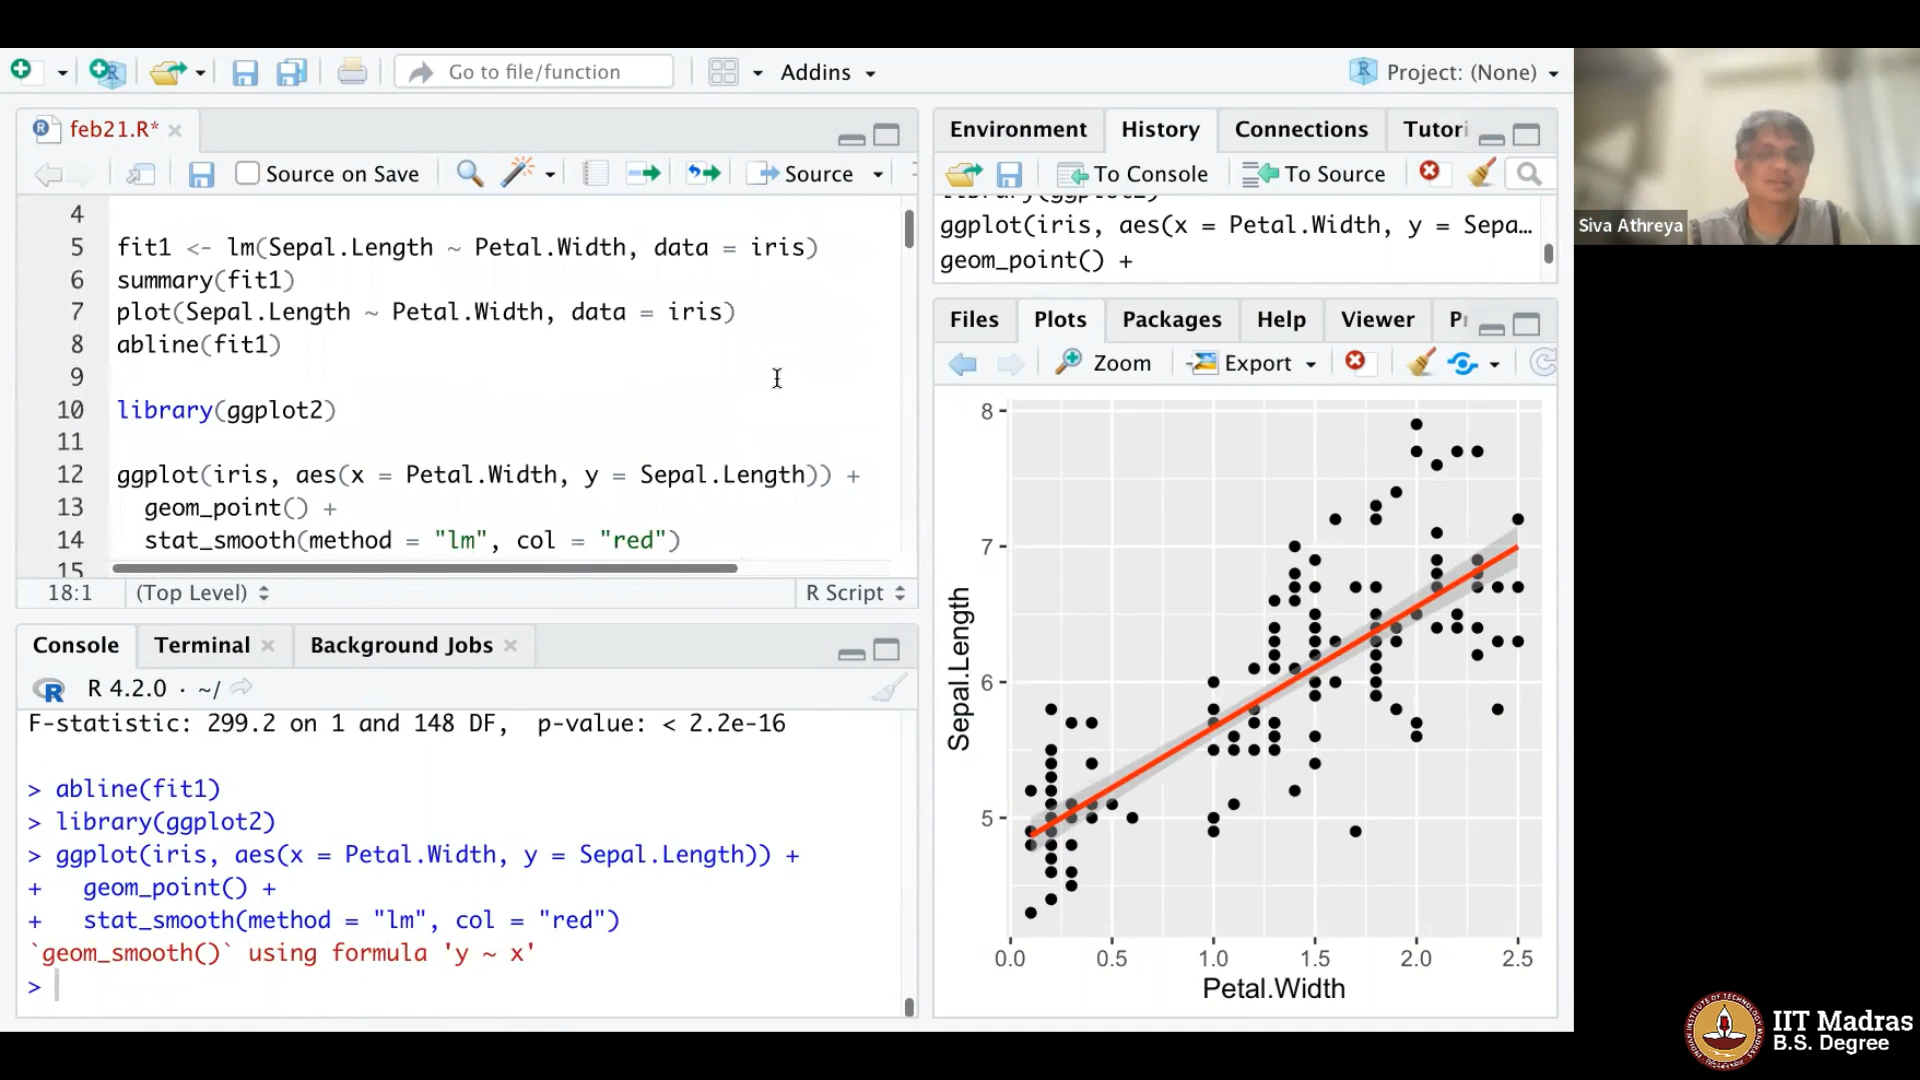 Go to file/function
Addins
Project: (None)
feb21.R*
Source on Save
Source
4
5 fit1 <- lm(Sepal.Length ~ Petal.Width, data = iris)
6 summary(fit1)
7 plot(Sepal.Length ~ Petal.Width, data = iris)
8 abline(fit1)
9
10 library(ggplot2)
11
12 ggplot(iris, aes(x = Petal.Width, y = Sepal.Length)) +
13 geom_point() +
14 stat_smooth(method = "lm", col = "red")
15
18:1 (Top Level) R Script
Console Terminal Background Jobs
R 4.2.0 · ~/
F-statistic: 299.2 on 1 and 148 DF, p-value: < 2.2e-16
> abline(fit1)
> library(ggplot2)
> ggplot(iris, aes(x = Petal.Width, y = Sepal.Length)) +
+ geom_point() +
+ stat_smooth(method = "lm", col = "red")
`geom_smooth()` using formula 'y ~ x'
>
Environment History Connections Tutori
To Console To Source
library(ggplot2)
ggplot(iris, aes(x = Petal.Width, y = Sepa...
geom_point() +
Files Plots Packages Help Viewer
Zoom Export
8
7
6
5
Sepal.Length
0.0 0.5 1.0 1.5 2.0 2.5
Petal.Width
Siva Athreya
IIT Madras
B.S. Degree